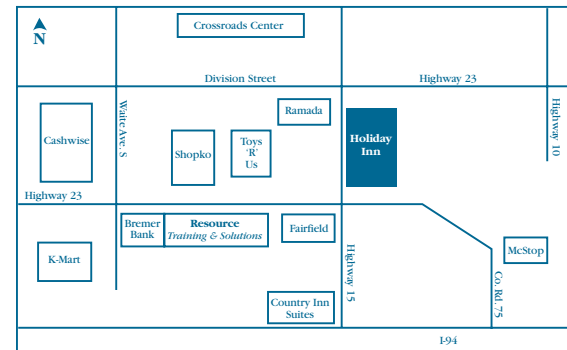 Crossroads Center
N
Division Street
Highway 23
Ramada
Highway 10
Waite Ave. S
Cashwise
Shopko
Toys
'R'
Us
Holiday
Inn
Highway 23
Bremer
Bank
Resource
Training & Solutions
Fairfield
K-Mart
McStop
Highway 15
Co. Rd. 75
Country Inn
Suites
I-94